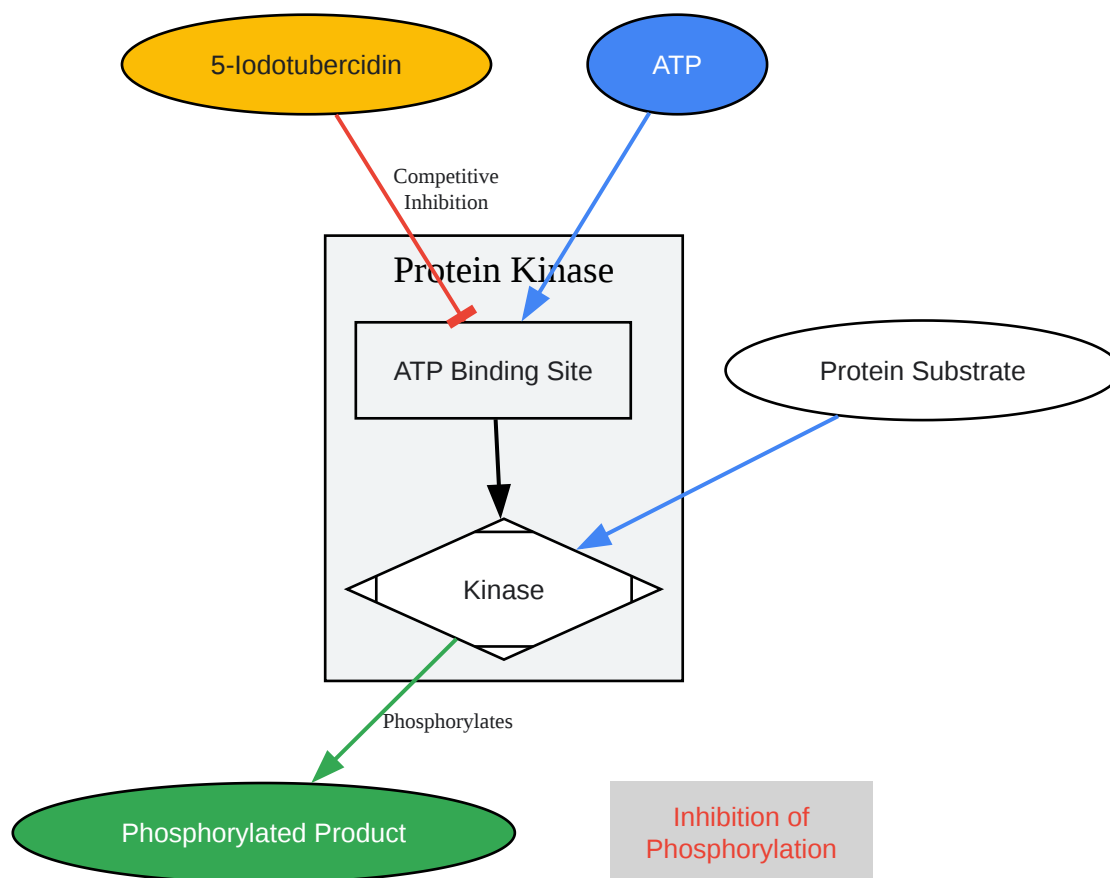 5-Iodotubercidin
ATP
Competitive
Inhibition
Protein Kinase
ATP Binding Site
Protein Substrate
Kinase
Phosphorylates
Phosphorylated Product
Inhibition of
Phosphorylation